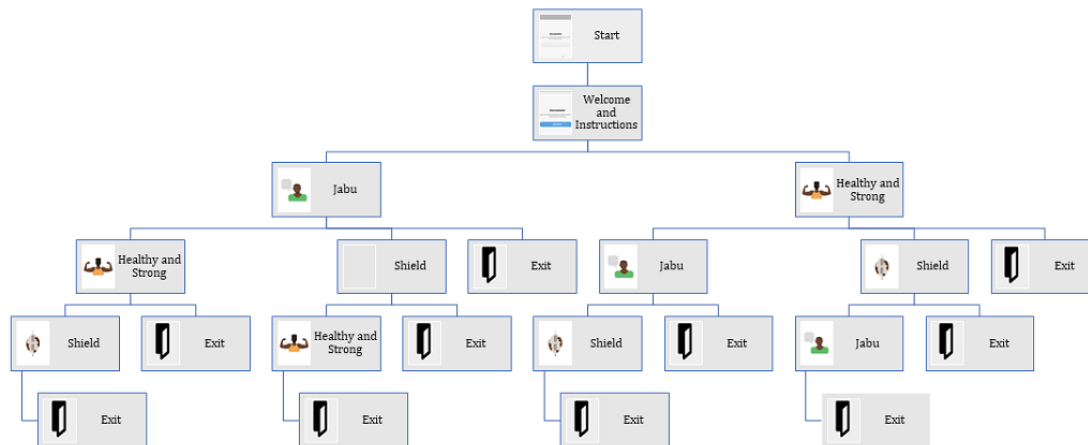 Start
Welcome
and
Instructions
Jabu
Healthy and
Strong
Healthy and
Strong
Shield
Exit
Jabu
Shield
Exit
Shield
Exit
Healthy and
Strong
Exit
Shield
Exit
Jabu
Exit
Exit
Exit
Exit
Exit